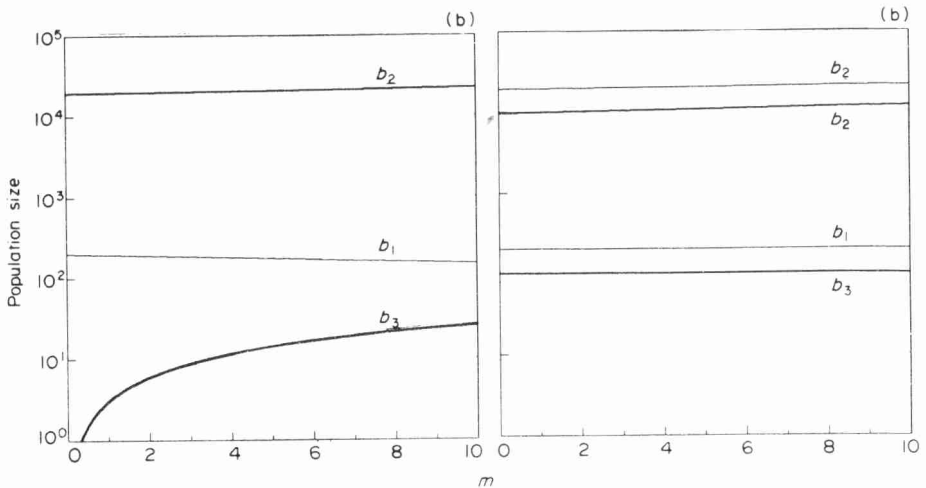 (b)
(b)
10⁵
b₂
b₂
10⁴
b₂
Population size
10³
b₁
b₁
10²
b₃
b₃
10¹
10⁰
0 2 4 6 8 10
0 2 4 6 8 10
m